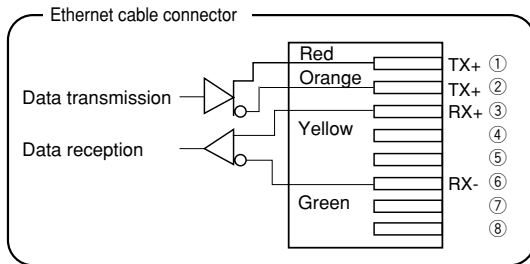 Ethernet cable connector
Red
TX+ ①
Orange
TX+ ②
Data transmission
RX+ ③
Yellow
④
Data reception
⑤
RX- ⑥
Green
⑦
⑧